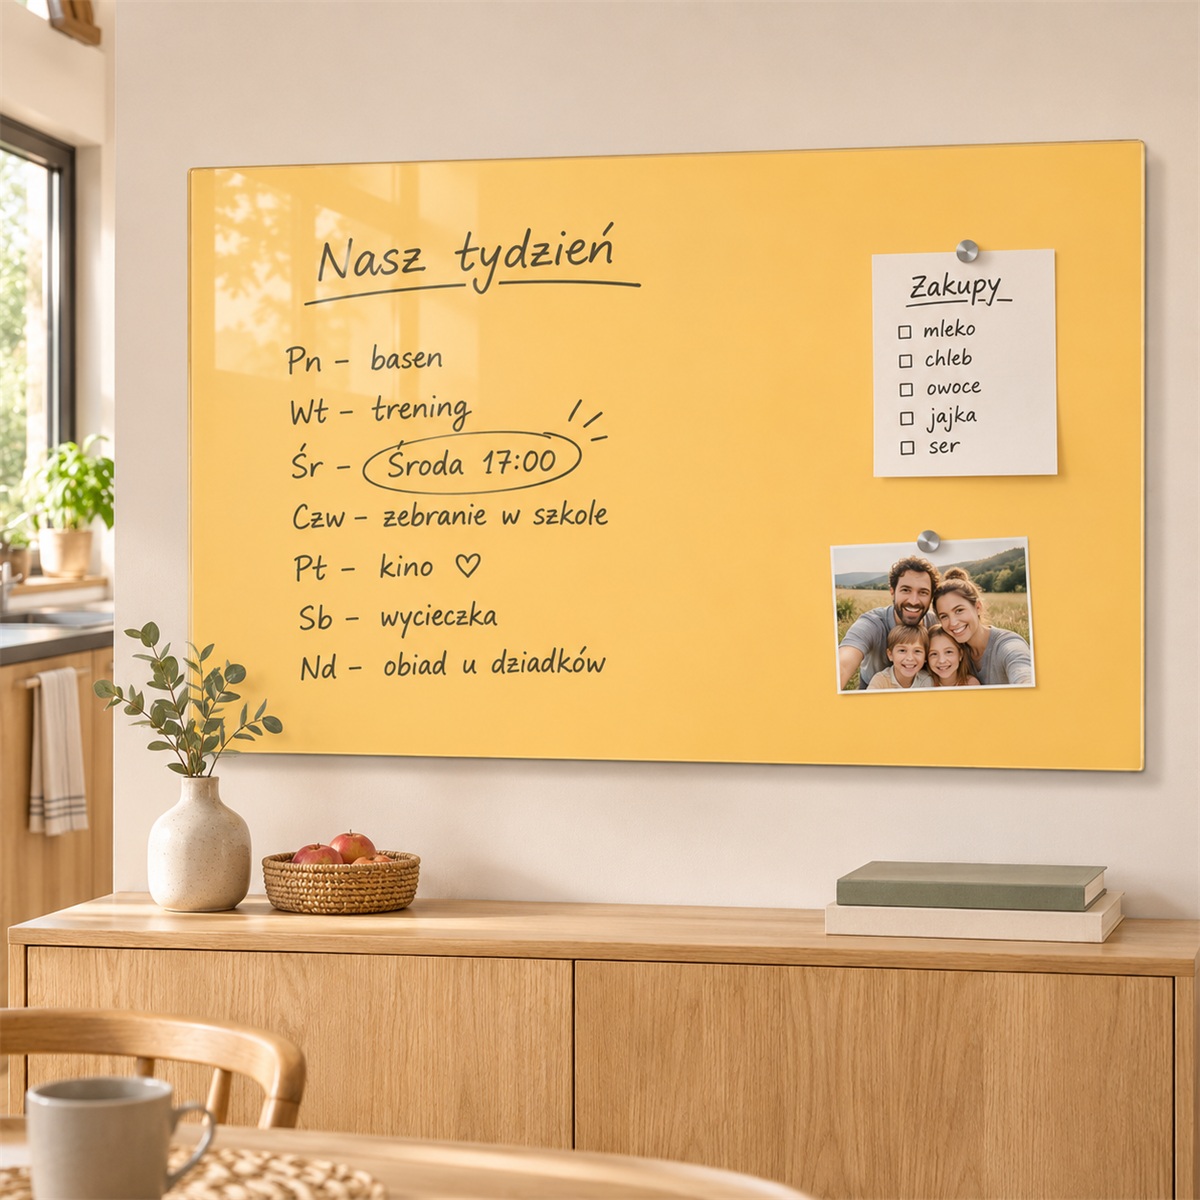 Nasz tydzień
Pn – basen
Wt – trening
Śr – Środa 17:00
Czw – zebranie w szkole
Pt – kino ♡
Sb – wycieczka
Nd – obiad u dziadków
Zakupy
☐ mleko
☐ chleb
☐ owoce
☐ jajka
☐ ser